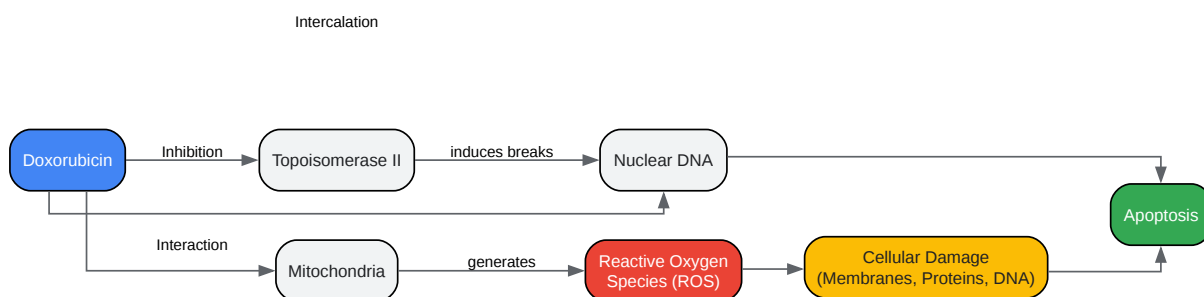 Intercalation
Doxorubicin
Inhibition
Topoisomerase II
induces breaks
Nuclear DNA
Apoptosis
Interaction
Mitochondria
generates
Reactive Oxygen
Species (ROS)
Cellular Damage
(Membranes, Proteins, DNA)